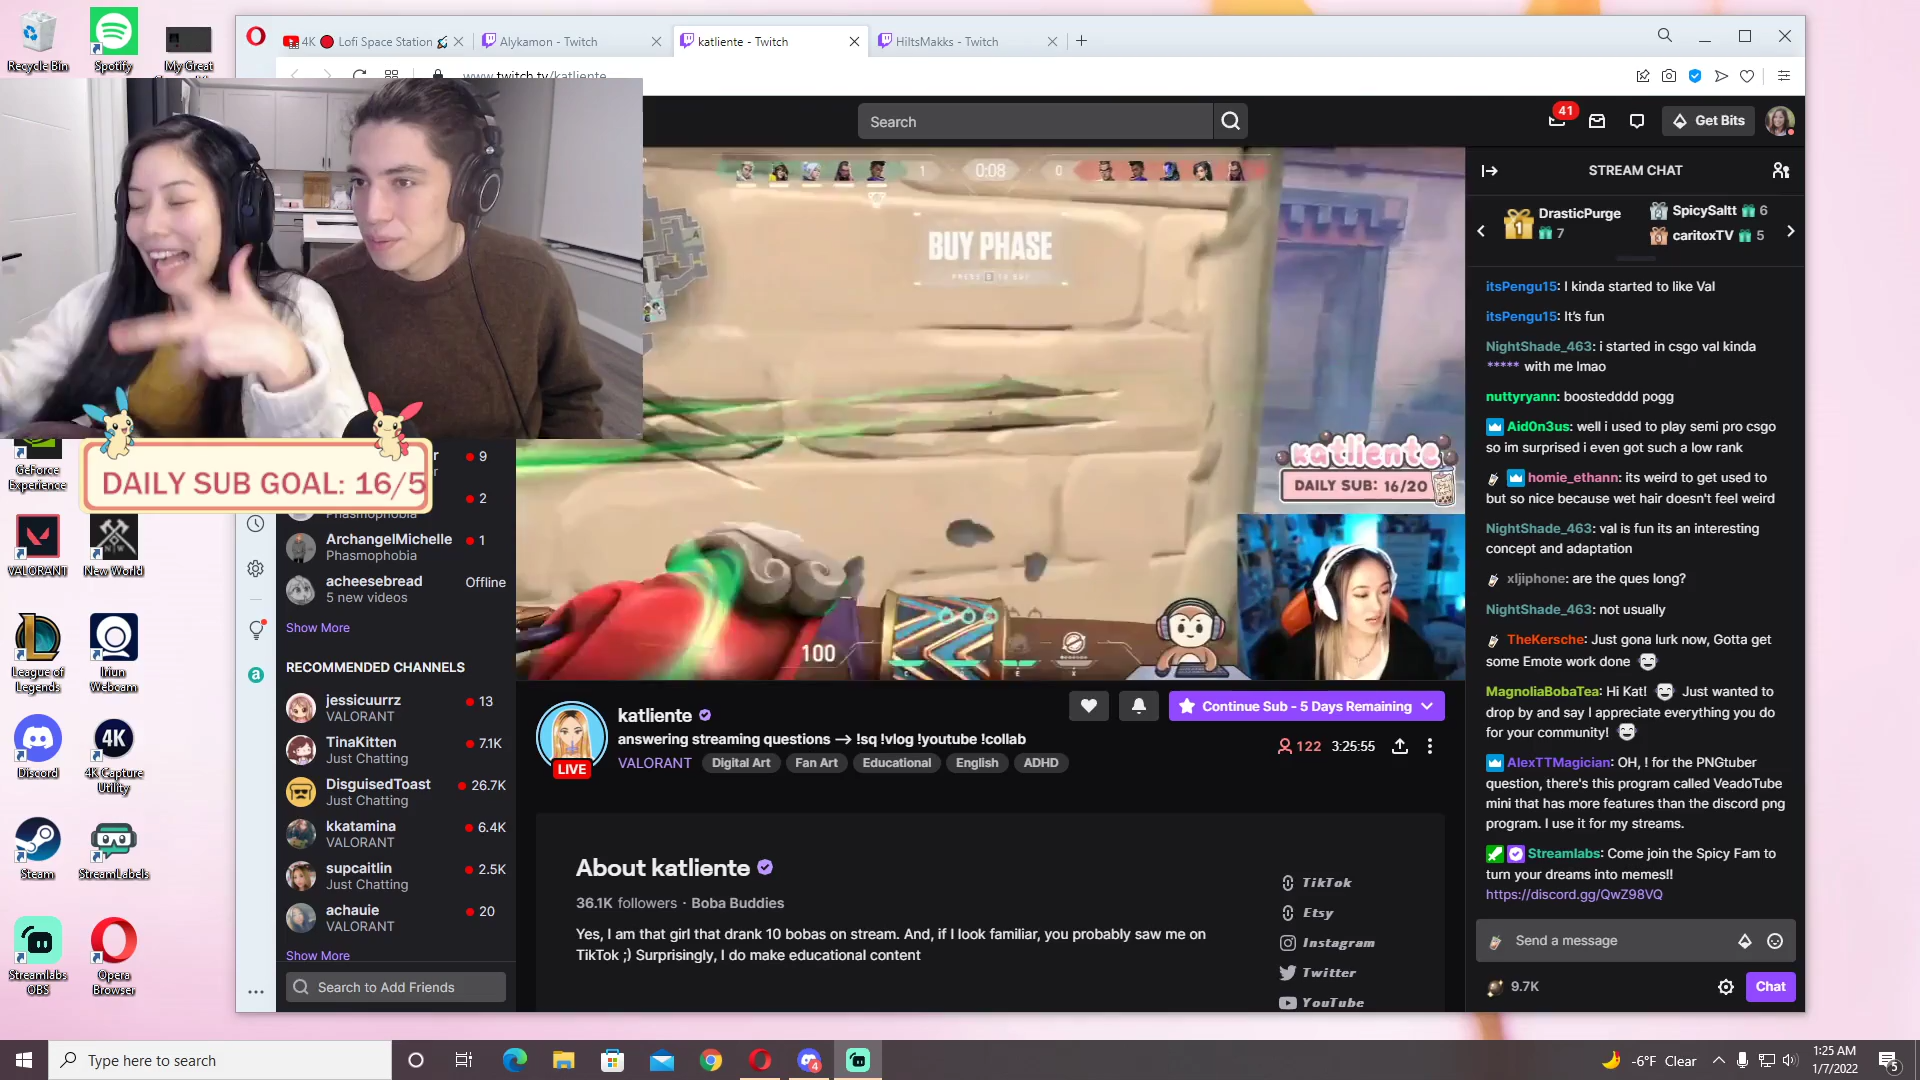 4K
Lofi Space Station
Alykamon - Twitch
katliente - Twitch
HiltsMakks - Twitch
www.twitch.tv/katliente
Recycle Bin
Spotify
My Great
Search
41
Get Bits
1
0:08
0
BUY PHASE
PRESS B TO BUY
STREAM CHAT
1
DrasticPurge
7
SpicySaltt 6
caritoxTV 5
itsPengu15: I kinda started to like Val
itsPengu15: It's fun
NightShade_463: i started in csgo val kinda
***** with me lmao
nuttyryann: boostedddd pogg
Aid0n3us: well i used to play semi pro csgo
so im surprised i even got such a low rank
homie_ethann: its weird to get used to
but so nice because wet hair doesn't feel weird
NightShade_463: val is fun its an interesting
concept and adaptation
xljiphone: are the ques long?
NightShade_463: not usually
TheKersche: Just gona lurk now, Gotta get
some Emote work done
MagnoliaBobaTea: Hi Kat! Just wanted to
drop by and say I appreciate everything you do
for your community!
AlexTTMagician: OH, ! for the PNGtuber
question, there's this program called VeadoTube
mini that has more features than the discord png
program. I use it for my streams.
Streamlabs: Come join the Spicy Fam to
turn your dreams into memes!!
https://discord.gg/QwZ98VQ
Send a message
9.7K
Chat
katliente
DAILY SUB: 16/20
100
DAILY SUB GOAL: 16/5
9
2
Phasmophobia
ArchangelMichelle
1
Phasmophobia
acheesebread
Offline
5 new videos
Show More
RECOMMENDED CHANNELS
jessicuurrz
13
VALORANT
TinaKitten
7.1K
Just Chatting
DisguisedToast
26.7K
Just Chatting
kkatamina
6.4K
VALORANT
supcaitlin
2.5K
Just Chatting
achauie
20
VALORANT
Show More
Search to Add Friends
katliente
LIVE
answering streaming questions --> !sq !vlog !youtube !collab
VALORANT
Digital Art
Fan Art
Educational
English
ADHD
Continue Sub - 5 Days Remaining
122
3:25:55
About katliente
36.1K followers · Boba Buddies
Yes, I am that girl that drank 10 bobas on stream. And, if I look familiar, you probably saw me on
TikTok ;) Surprisingly, I do make educational content
TikTok
Etsy
Instagram
Twitter
YouTube
GeForce
Experience
VALORANT
New World
League of
Legends
Iriun
Webcam
Discord
4K
4K Capture
Utility
Steam
StreamLabels
Streamlabs
OBS
Opera
Browser
Type here to search
4
-6°F Clear
1:25 AM
1/7/2022
5